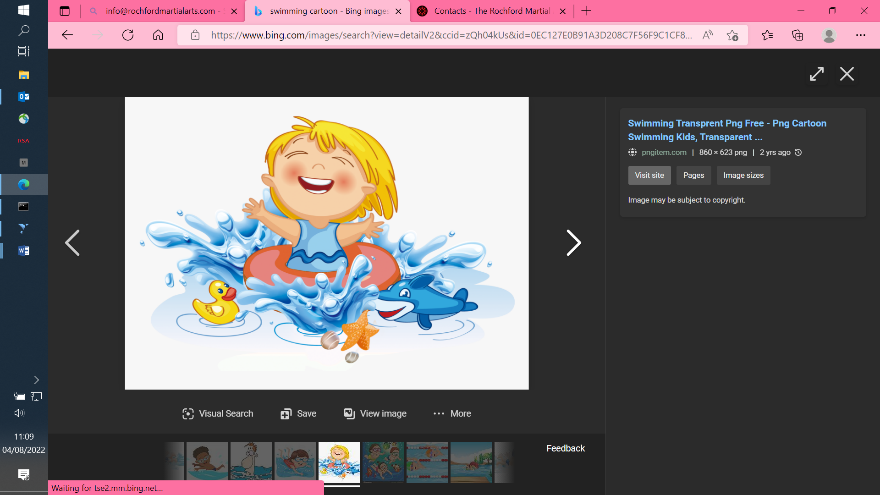 info@rochfordmartialarts.com -
swimming cartoon - Bing images
Contacts - The Rochford Martial
https://www.bing.com/images/search?view=detailV2&ccid=zQh04kUs&id=0EC127E0B91A3D208C7F56F9C1CF8...
Swimming Transprent Png Free - Png Cartoon
Swimming Kids, Transparent ...
pngitem.com | 860 × 623 png | 2 yrs ago
Visit site
Pages
Image sizes
Image may be subject to copyright.
Visual Search
Save
View image
More
Feedback
11:09
04/08/2022
Waiting for tse2.mm.bing.net...